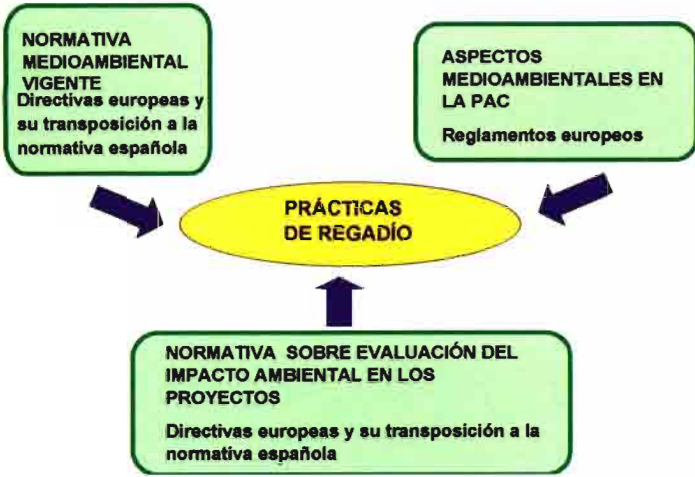 NORMATIVA
MEDIOAMBIENTAL
VIGENTE
Directivas europeas y
su transposición a la
normativa española
ASPECTOS
MEDIOAMBIENTALES EN
LA PAC
Reglamentos europeos
PRÁCTICAS
DE REGADÍO
NORMATIVA SOBRE EVALUACIÓN DEL
IMPACTO AMBIENTAL EN LOS
PROYECTOS
Directivas europeas y su transposición a la
normativa española